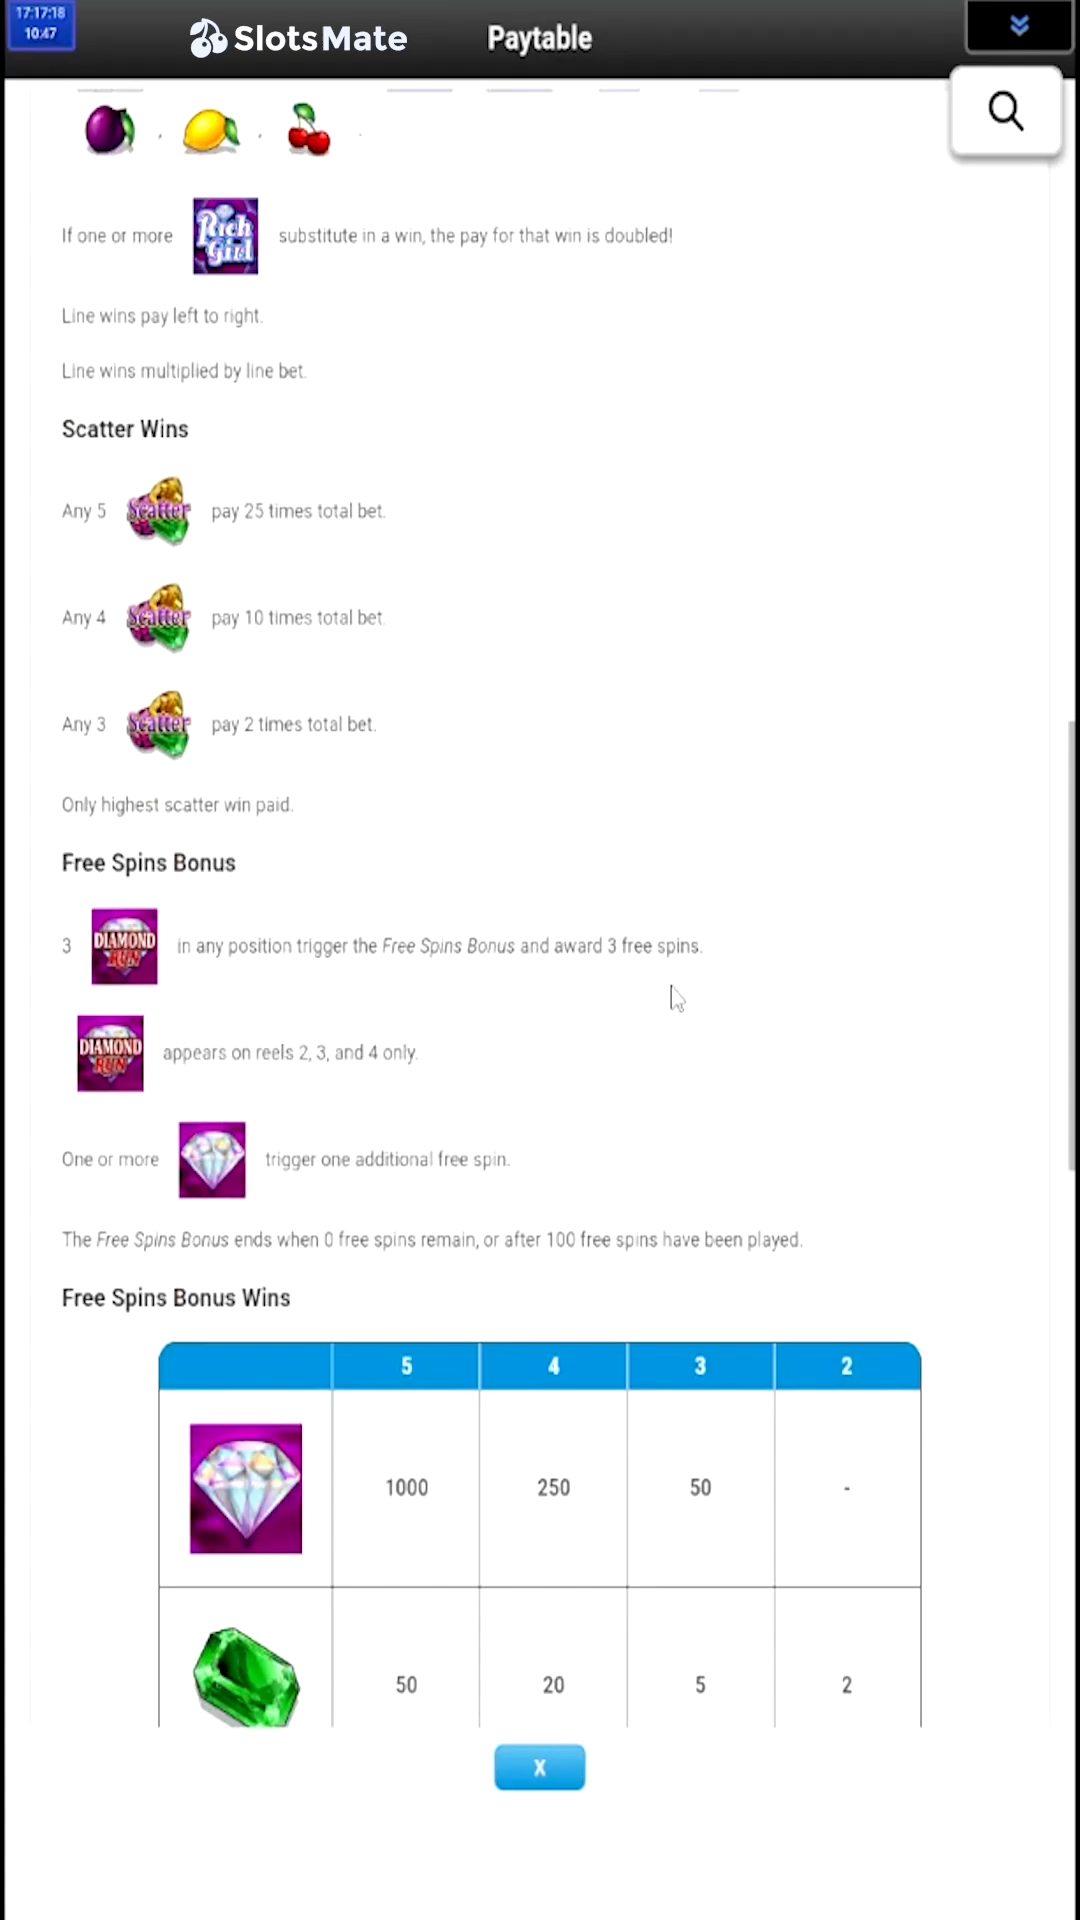 17:17:18
10:47
SlotsMate
Paytable
, , .
If one or more Rich Girl substitute in a win, the pay for that win is doubled!
Line wins pay left to right.
Line wins multiplied by line bet.
Scatter Wins
Any 5 Scatter pay 25 times total bet.
Any 4 Scatter pay 10 times total bet.
Any 3 Scatter pay 2 times total bet.
Only highest scatter win paid.
Free Spins Bonus
3 DIAMOND RUN in any position trigger the Free Spins Bonus and award 3 free spins.
DIAMOND RUN appears on reels 2, 3, and 4 only.
One or more trigger one additional free spin.
The Free Spins Bonus ends when 0 free spins remain, or after 100 free spins have been played.
Free Spins Bonus Wins
5 4 3 2
1000 250 50 -
50 20 5 2
X